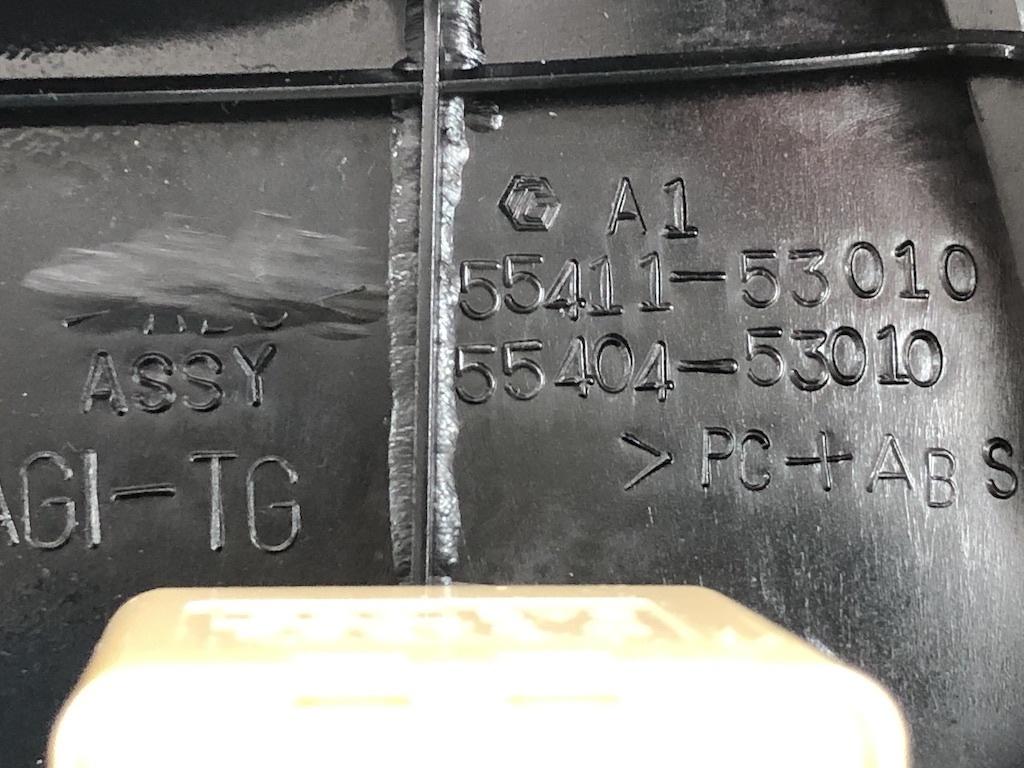 A1
55411-53010
55404-53010
>PC+ABS
ASSY
AGI-TG